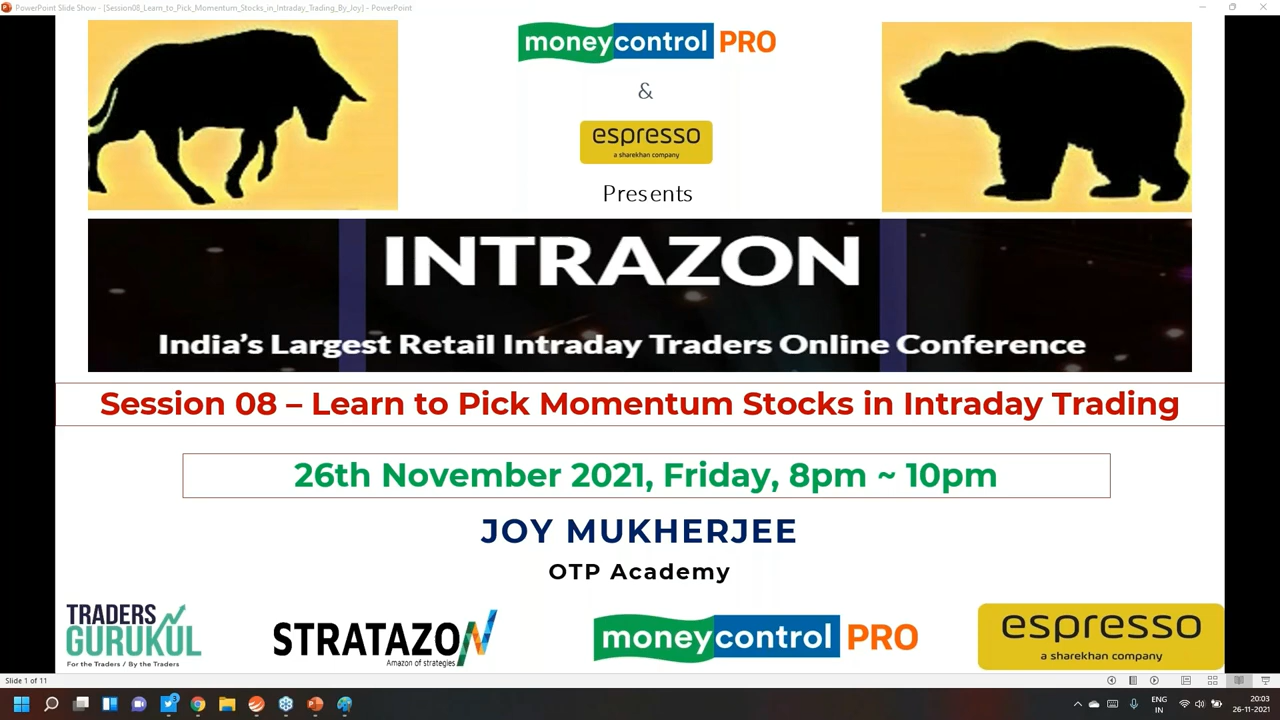 PowerPoint Slide Show - [Session08_Learn_to_Pick_Momentum_Stocks_in_Intraday_Trading_By_Joy] - PowerPoint
moneycontrol PRO
&
espresso
a sharekhan company
Presents
INTRAZON
India's Largest Retail Intraday Traders Online Conference
Session 08 – Learn to Pick Momentum Stocks in Intraday Trading
26th November 2021, Friday, 8pm ~ 10pm
JOY MUKHERJEE
OTP Academy
TRADERS
GURUKUL
For the Traders / By the Traders
STRATAZON
Amazon of strategies
moneycontrol PRO
espresso
a sharekhan company
Slide 1 of 11
3
ENG
IN
20:03
26-11-2021